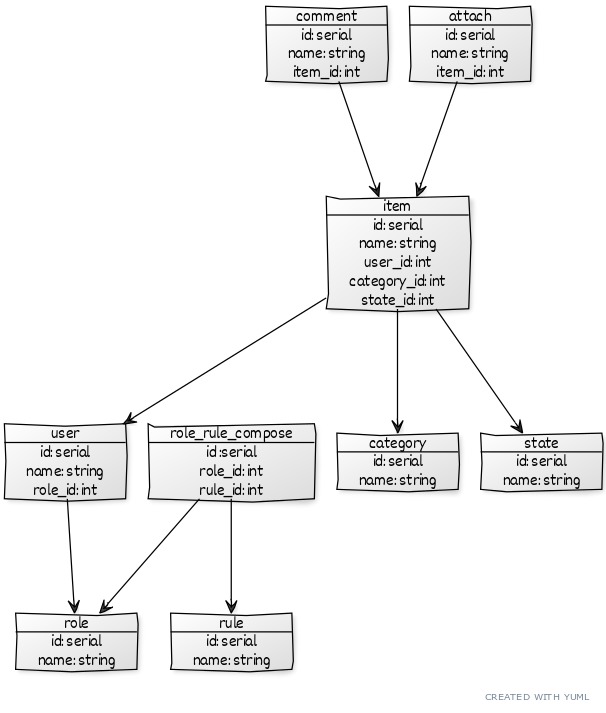 comment
id: serial
name: string
item_id: int
attach
id: serial
name: string
item_id: int
item
id: serial
name: string
user_id: int
category_id: int
state_id: int
user
id: serial
name: string
role_id: int
role_rule_compose
id :serial
role_id: int
rule_id: int
category
id: serial
name: string
state
id: serial
name: string
role
id: serial
name: string
rule
id: serial
name: string
CREATED WITH YUML